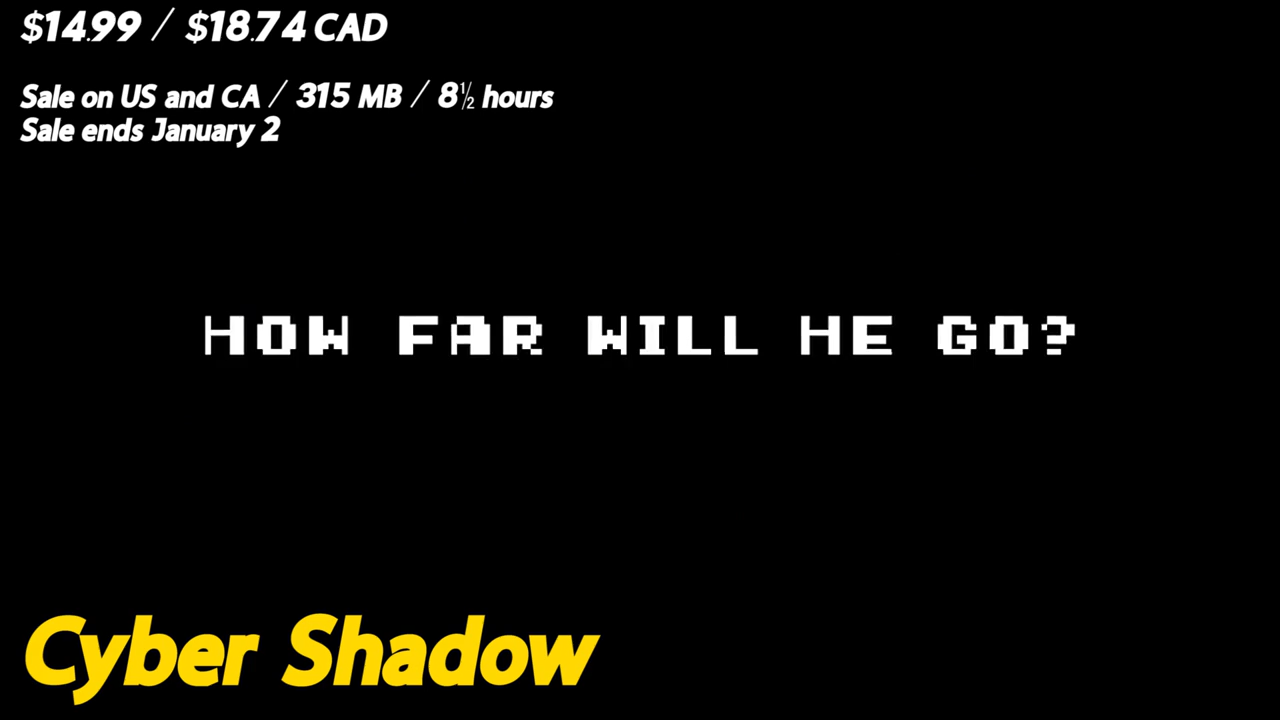 $14.99 / $18.74 CAD
Sale on US and CA / 315 MB / 8½ hours
Sale ends January 2
HOW FAR WILL HE GO?
Cyber Shadow